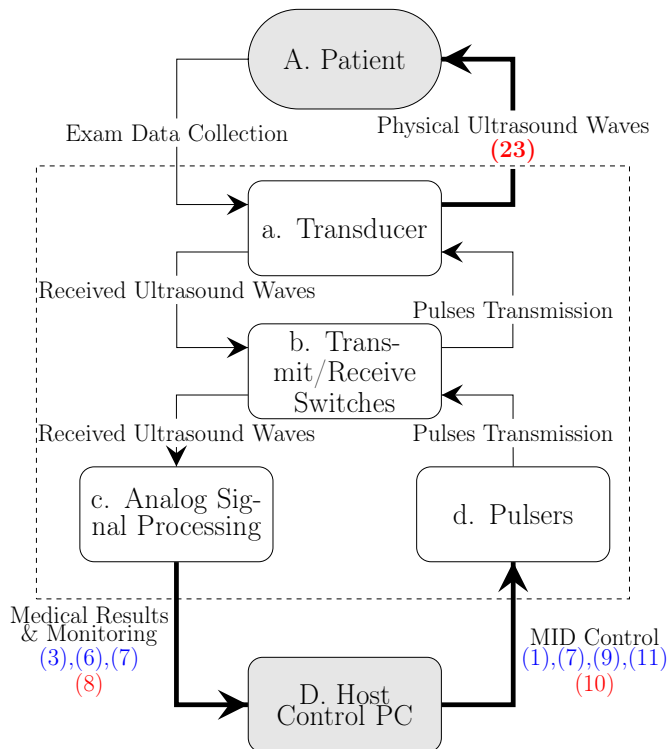 A. Patient
Exam Data Collection
Physical Ultrasound Waves
(23)
a. Transducer
Received Ultrasound Waves
Pulses Transmission
b. Trans-
mit/Receive
Switches
Received Ultrasound Waves
Pulses Transmission
c. Analog Sig-
nal Processing
d. Pulsers
Medical Results
& Monitoring
(3),(6),(7)
(8)
MID Control
(1),(7),(9),(11)
(10)
D. Host
Control PC